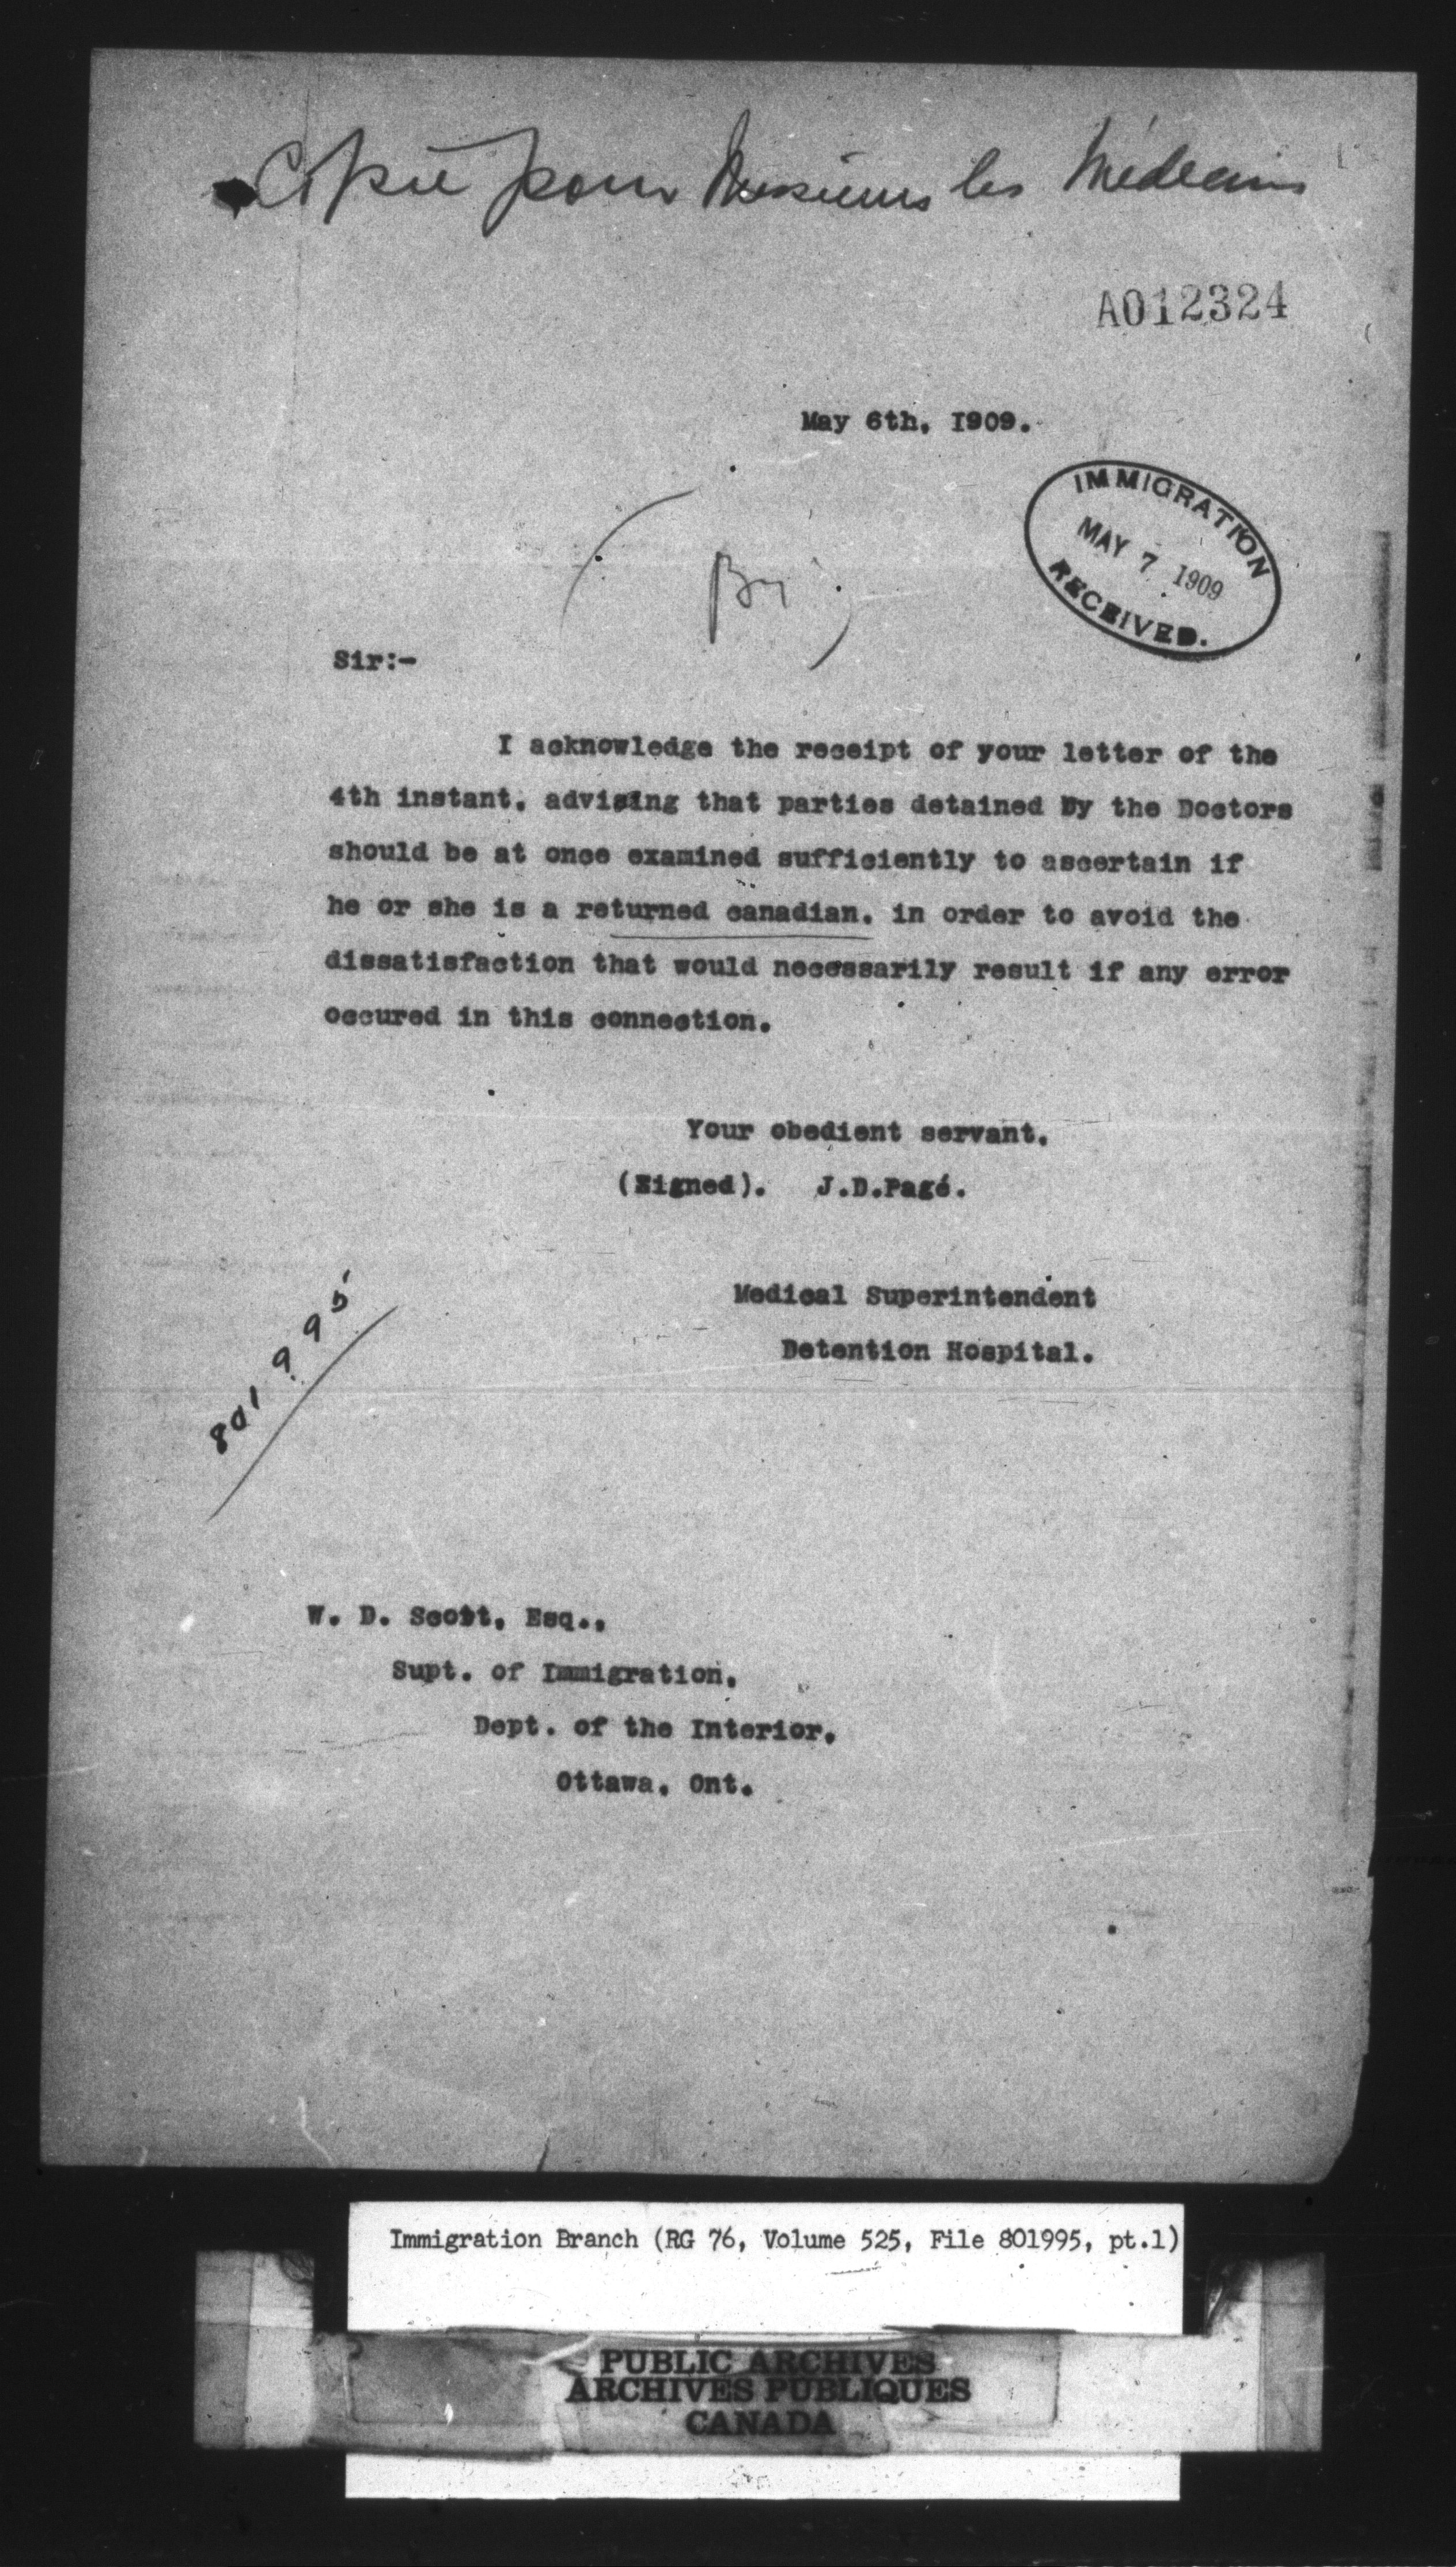 Copie pour Messieurs les Médecins
A012324
May 6th, 1909.
IMMIGRATION
MAY 7 1909
RECEIVED.
Sir:-
I acknowledge the receipt of your letter of the
4th instant, advising that parties detained by the Doctors
should be at once examined sufficiently to ascertain if
he or she is a returned canadian, in order to avoid the
dissatisfaction that would necessarily result if any error
occured in this connection.
Your obedient servant,
(Signed). J.D.Pagé.
Medical Superintendent
Detention Hospital.
801995
W. D. Scott, Esq.,
Supt. of Immigration,
Dept. of the Interior,
Ottawa, Ont.
Immigration Branch (RG 76, Volume 525, File 801995, pt.1)
PUBLIC ARCHIVES
ARCHIVES PUBLIQUES
CANADA